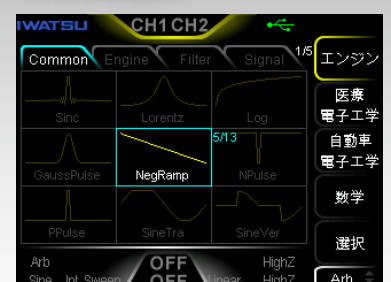 IWATSU CH1 CH2
Common Engine Filter Signal 1/5
Sinc Lorentz Log
5/13
GaussPulse NegRamp NPulse
PPulse SineTra SineVer
Arb OFF HighZ
Sine Int Sweep OFF Linear HighZ
エンジン
医療
電子工学
自動車
電子工学
数学
選択
Arb